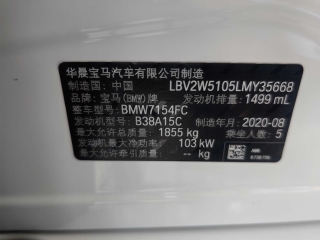 华晨宝马汽车有限公司制造
制造国: 中国 LBV2W5105LMY35668
品牌: 宝马(BMW)牌 发动机排量: 1499 mL
整车型号: BMW7154FC
发动机型号: B38A15C 制造年月: 2020-08
最大允许总质量: 1855 kg 乘坐人数: 5
发动机最大净功率: 103 kW
最大允许牵引质量: - kg